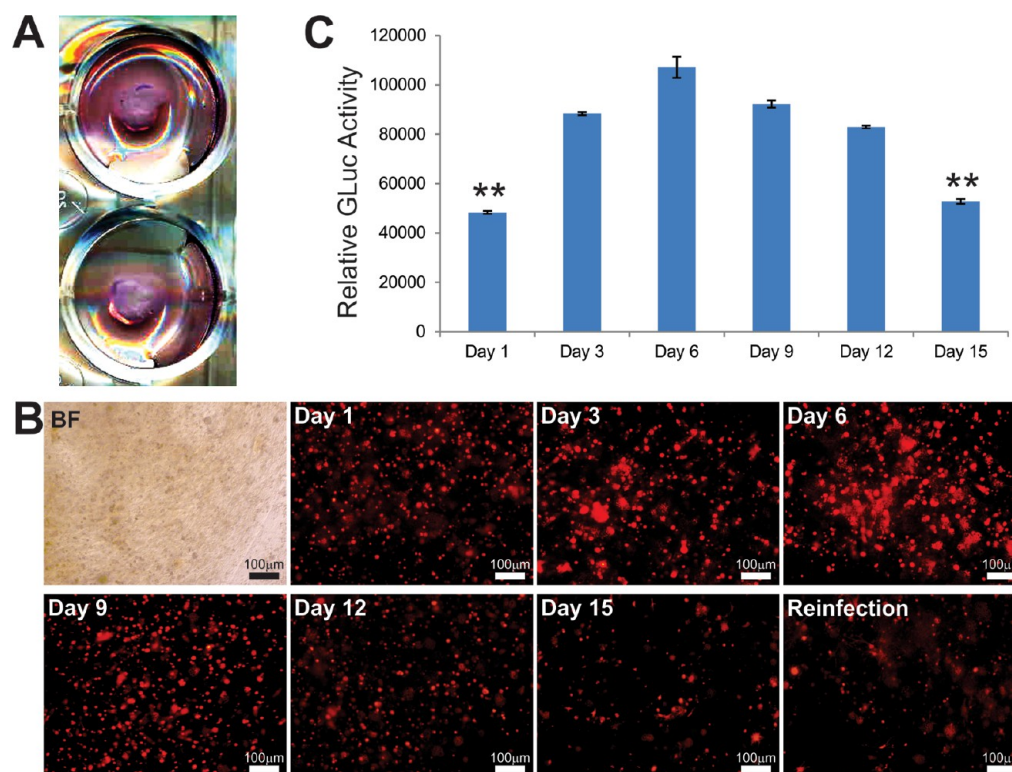 A
C
120000
100000
80000
60000
40000
20000
0
Relative GLuc Activity
**
**
Day 1
Day 3
Day 6
Day 9
Day 12
Day 15
B
BF
100µm
Day 1
100µm
Day 3
100µm
Day 6
100µm
Day 9
100µm
Day 12
100µm
Day 15
100µm
Reinfection
100µm